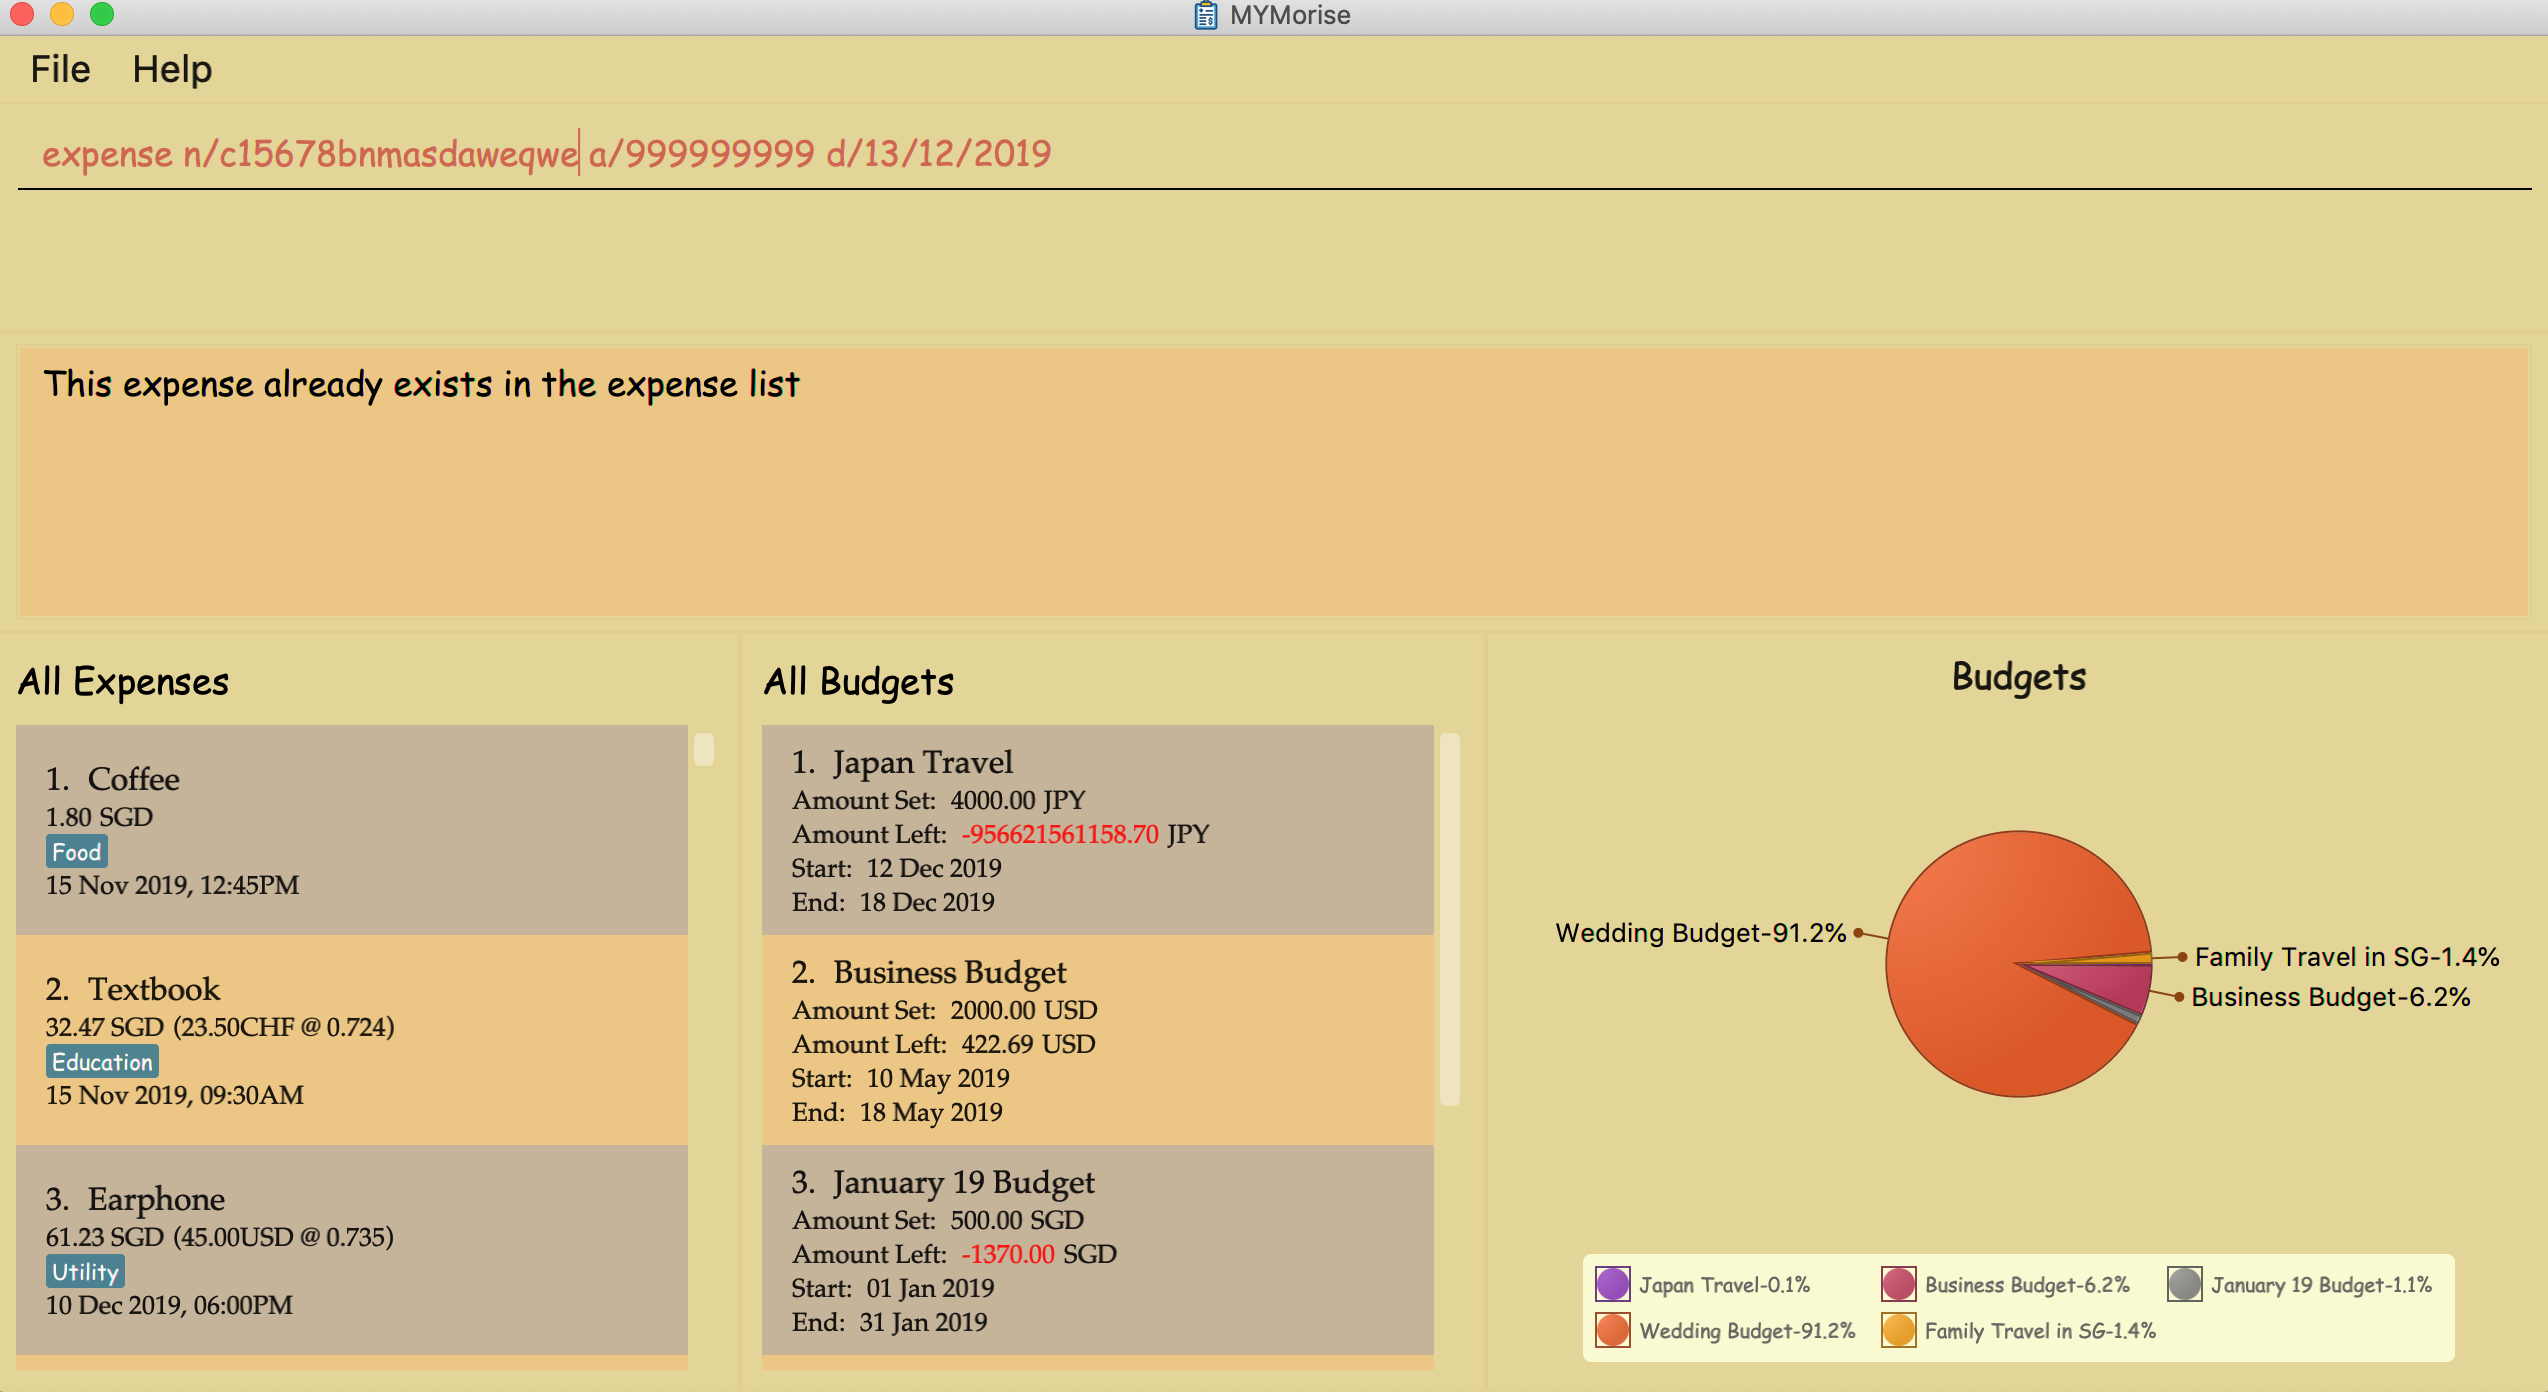 MYMorise
File Help
expense n/c15678bnmasdaweqwe a/999999999 d/13/12/2019
This expense already exists in the expense list
All Expenses
1. Coffee
1.80 SGD
Food
15 Nov 2019, 12:45PM
2. Textbook
32.47 SGD (23.50CHF @ 0.724)
Education
15 Nov 2019, 09:30AM
3. Earphone
61.23 SGD (45.00USD @ 0.735)
Utility
10 Dec 2019, 06:00PM
All Budgets
1. Japan Travel
Amount Set: 4000.00 JPY
Amount Left: -956621561158.70 JPY
Start: 12 Dec 2019
End: 18 Dec 2019
2. Business Budget
Amount Set: 2000.00 USD
Amount Left: 422.69 USD
Start: 10 May 2019
End: 18 May 2019
3. January 19 Budget
Amount Set: 500.00 SGD
Amount Left: -1370.00 SGD
Start: 01 Jan 2019
End: 31 Jan 2019
Budgets
Wedding Budget-91.2%
Family Travel in SG-1.4%
Business Budget-6.2%
Japan Travel-0.1% Business Budget-6.2% January 19 Budget-1.1%
Wedding Budget-91.2% Family Travel in SG-1.4%